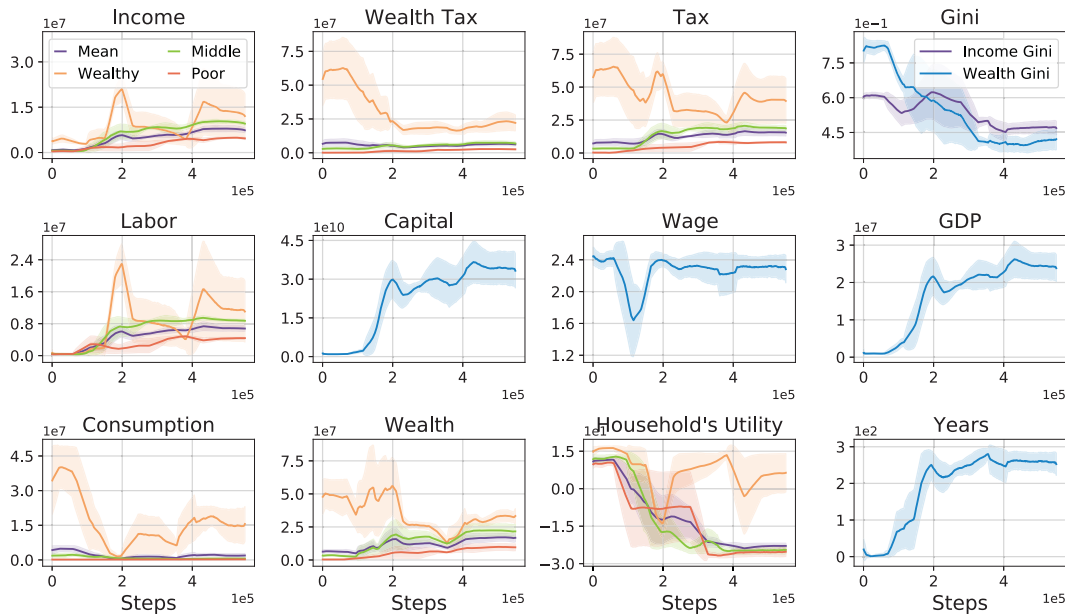 Income
Wealth Tax
Tax
Gini
1e7
1e7
1e7
1e−1
Mean
Middle
Wealthy
Poor
Income Gini
Wealth Gini
3.0
1.5
0.0
7.5
5.0
2.5
0.0
7.5
5.0
2.5
0.0
7.5
6.0
4.5
0 2 4
0 2 4
0 2 4
0 2 4
1e5
1e5
1e5
1e5
Labor
Capital
Wage
GDP
1e7
1e10
1e7
2.4
1.6
0.8
0.0
4.5
3.0
1.5
0.0
2.4
1.8
1.2
3
2
1
0
0 2 4
0 2 4
0 2 4
0 2 4
1e5
1e5
1e5
1e5
Consumption
Wealth
Household's Utility
Years
1e7
1e7
1e1
1e2
4.5
3.0
1.5
0.0
7.5
5.0
2.5
0.0
1.5
0.0
−1.5
−3.0
3
2
1
0
0 2 4
0 2 4
0 2 4
0 2 4
Steps
Steps
Steps
Steps
1e5
1e5
1e5
1e5